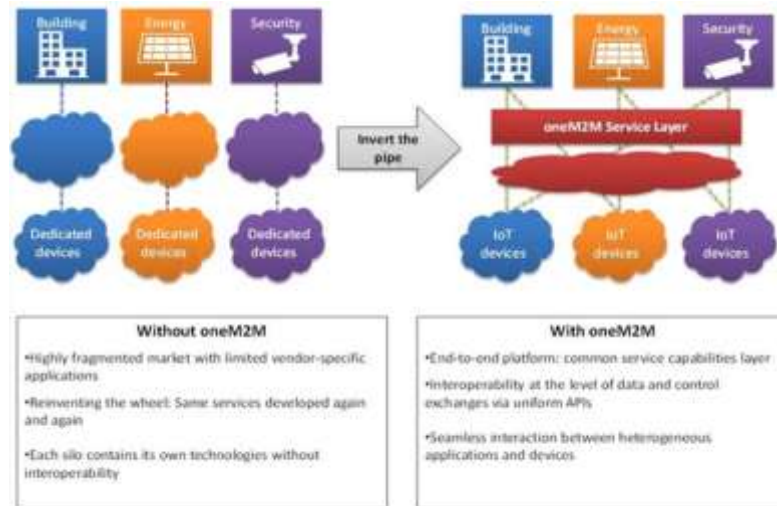 Building
Energy
Security
Building
Energy
Security
Invert the
pipe
oneM2M Service Layer
Dedicated
devices
Dedicated
devices
Dedicated
devices
IoT
devices
IoT
devices
IoT
devices
Without oneM2M
•Highly fragmented market with limited vendor-specific
applications
•Reinventing the wheel: Same services developed again
and again
•Each silo contains its own technologies without
interoperability
With oneM2M
•End-to-end platform: common service capabilities layer
•Interoperability at the level of data and control
exchanges via uniform APIs
•Seamless interaction between heterogeneous
applications and devices